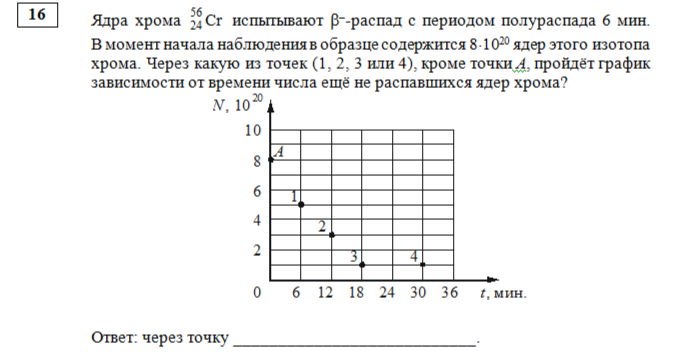 16
Ядра хрома ⁵⁶₂₄Cr испытывают β⁻-распад с периодом полураспада 6 мин.
В момент начала наблюдения в образце содержится 8·10²⁰ ядер этого изотопа
хрома. Через какую из точек (1, 2, 3 или 4), кроме точки A, пройдёт график
зависимости от времени числа ещё не распавшихся ядер хрома?
N, 10²⁰
10
A
8
6
1
4
2
2
3 4
0 6 12 18 24 30 36 t, мин.
Ответ: через точку ____________________________.